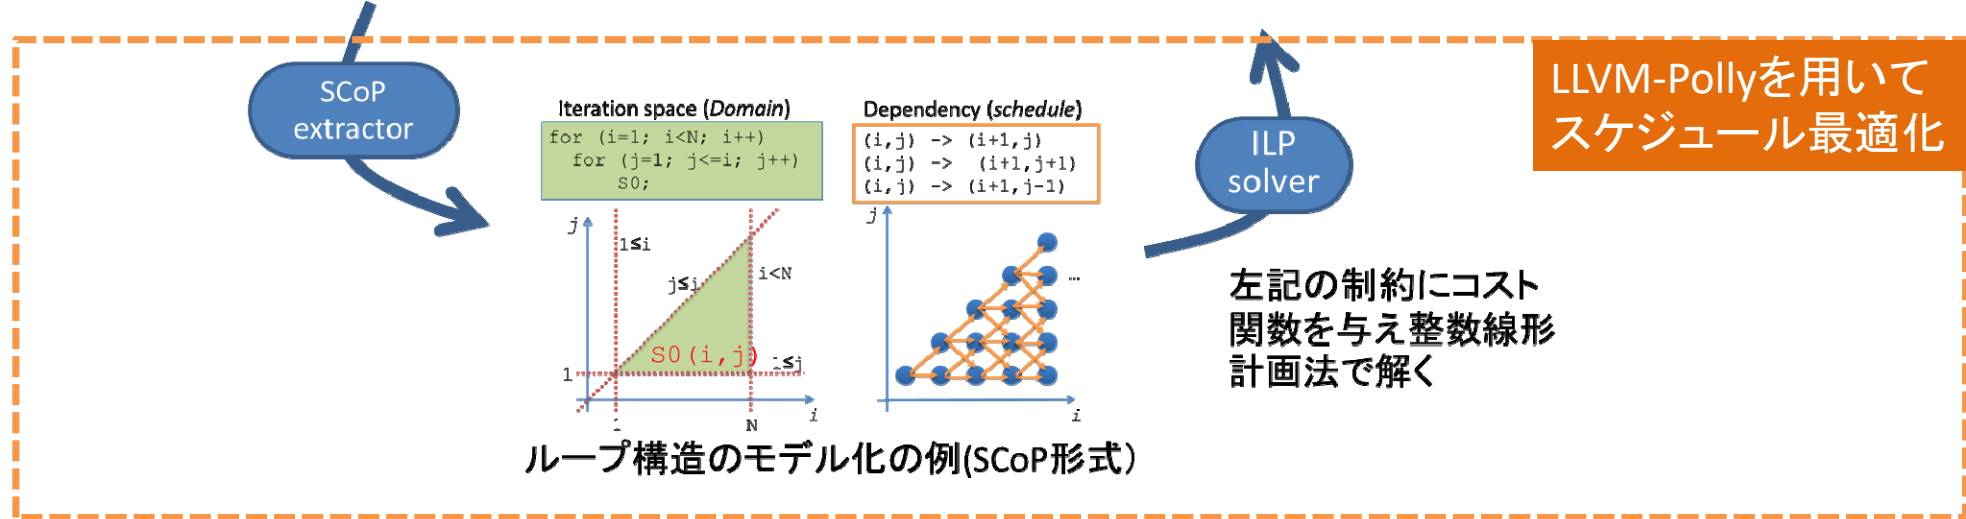 SCoP
extractor
Iteration space (Domain)
for (i=1; i<N; i++)
for (j=1; j<=i; j++)
S0;
j
1≤i
j≤i
i<N
S0(i,j)
i≤j
1
i
N
Dependency (schedule)
(i,j) -> (i+1,j)
(i,j) -> (i+1,j+1)
(i,j) -> (i+1,j-1)
j
...
i
ループ構造のモデル化の例(SCoP形式)
ILP
solver
左記の制約にコスト
関数を与え整数線形
計画法で解く
LLVM-Pollyを用いて
スケジュール最適化